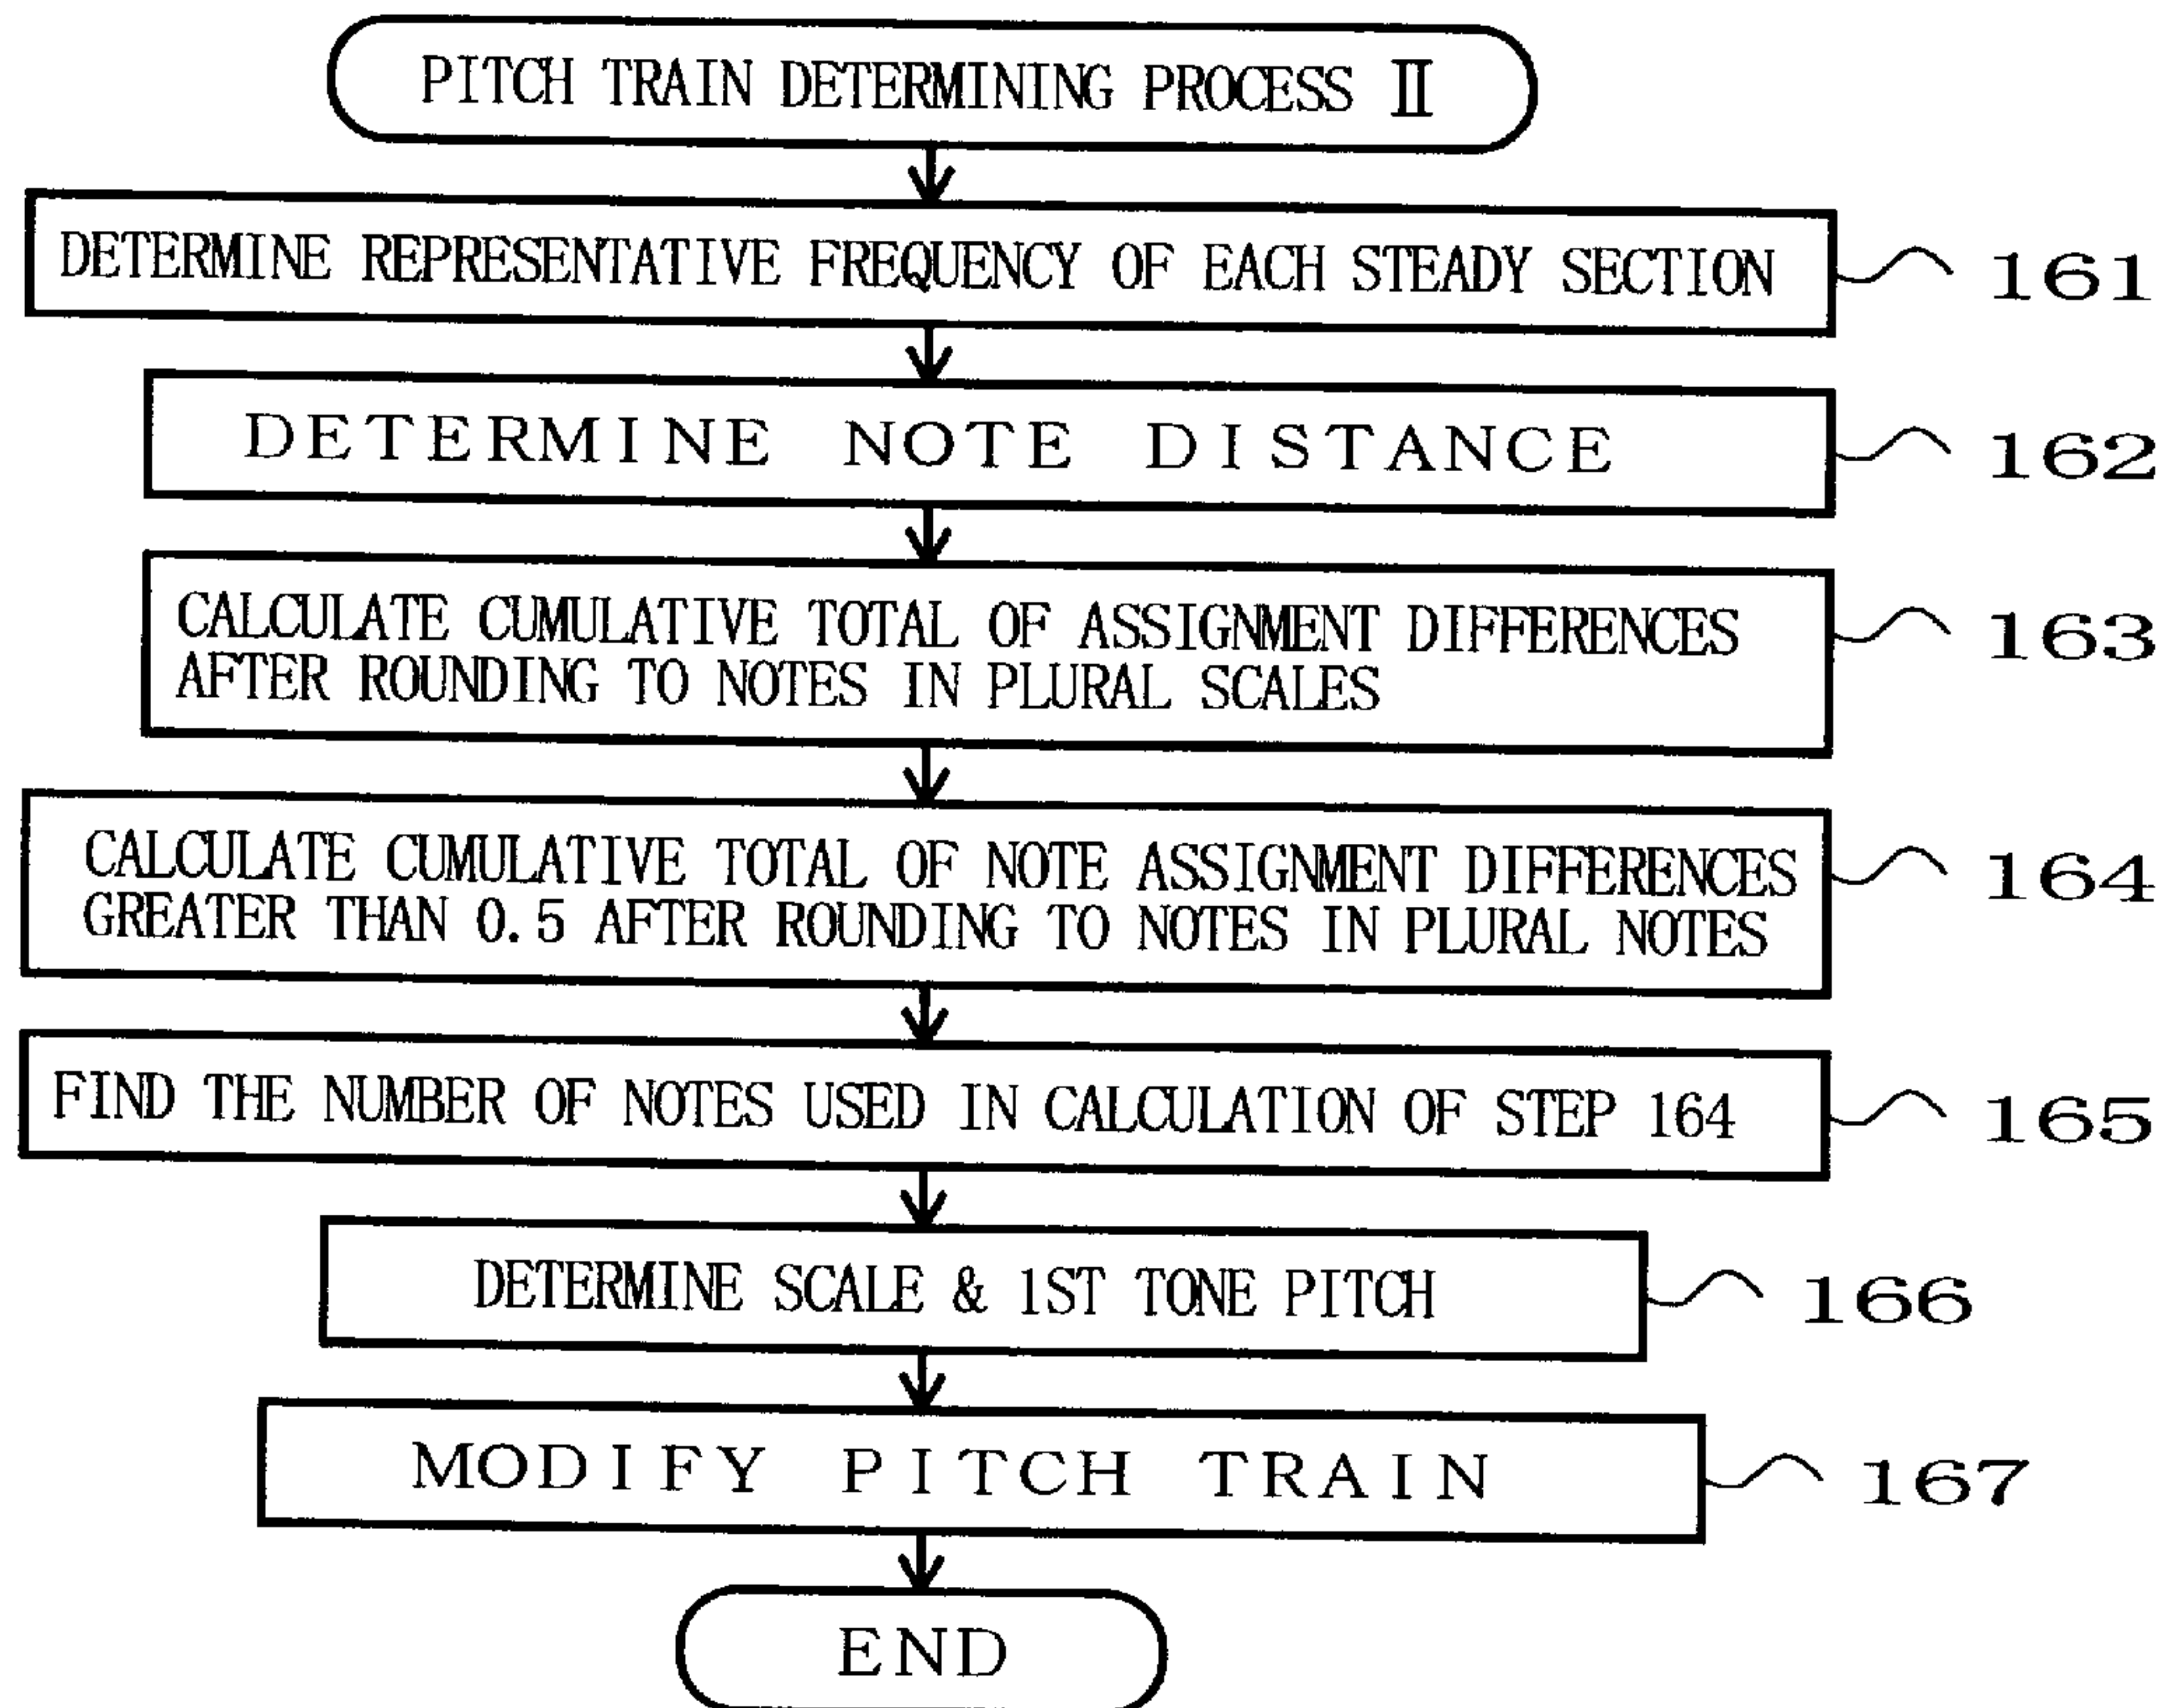 PITCH TRAIN DETERMINING PROCESS II
DETERMINE REPRESENTATIVE FREQUENCY OF EACH STEADY SECTION
161
DETERMINE NOTE DISTANCE
162
CALCULATE CUMULATIVE TOTAL OF ASSIGNMENT DIFFERENCES
AFTER ROUNDING TO NOTES IN PLURAL SCALES
163
CALCULATE CUMULATIVE TOTAL OF NOTE ASSIGNMENT DIFFERENCES
GREATER THAN 0.5 AFTER ROUNDING TO NOTES IN PLURAL NOTES
164
FIND THE NUMBER OF NOTES USED IN CALCULATION OF STEP 164
165
DETERMINE SCALE & 1ST TONE PITCH
166
MODIFY PITCH TRAIN
167
END